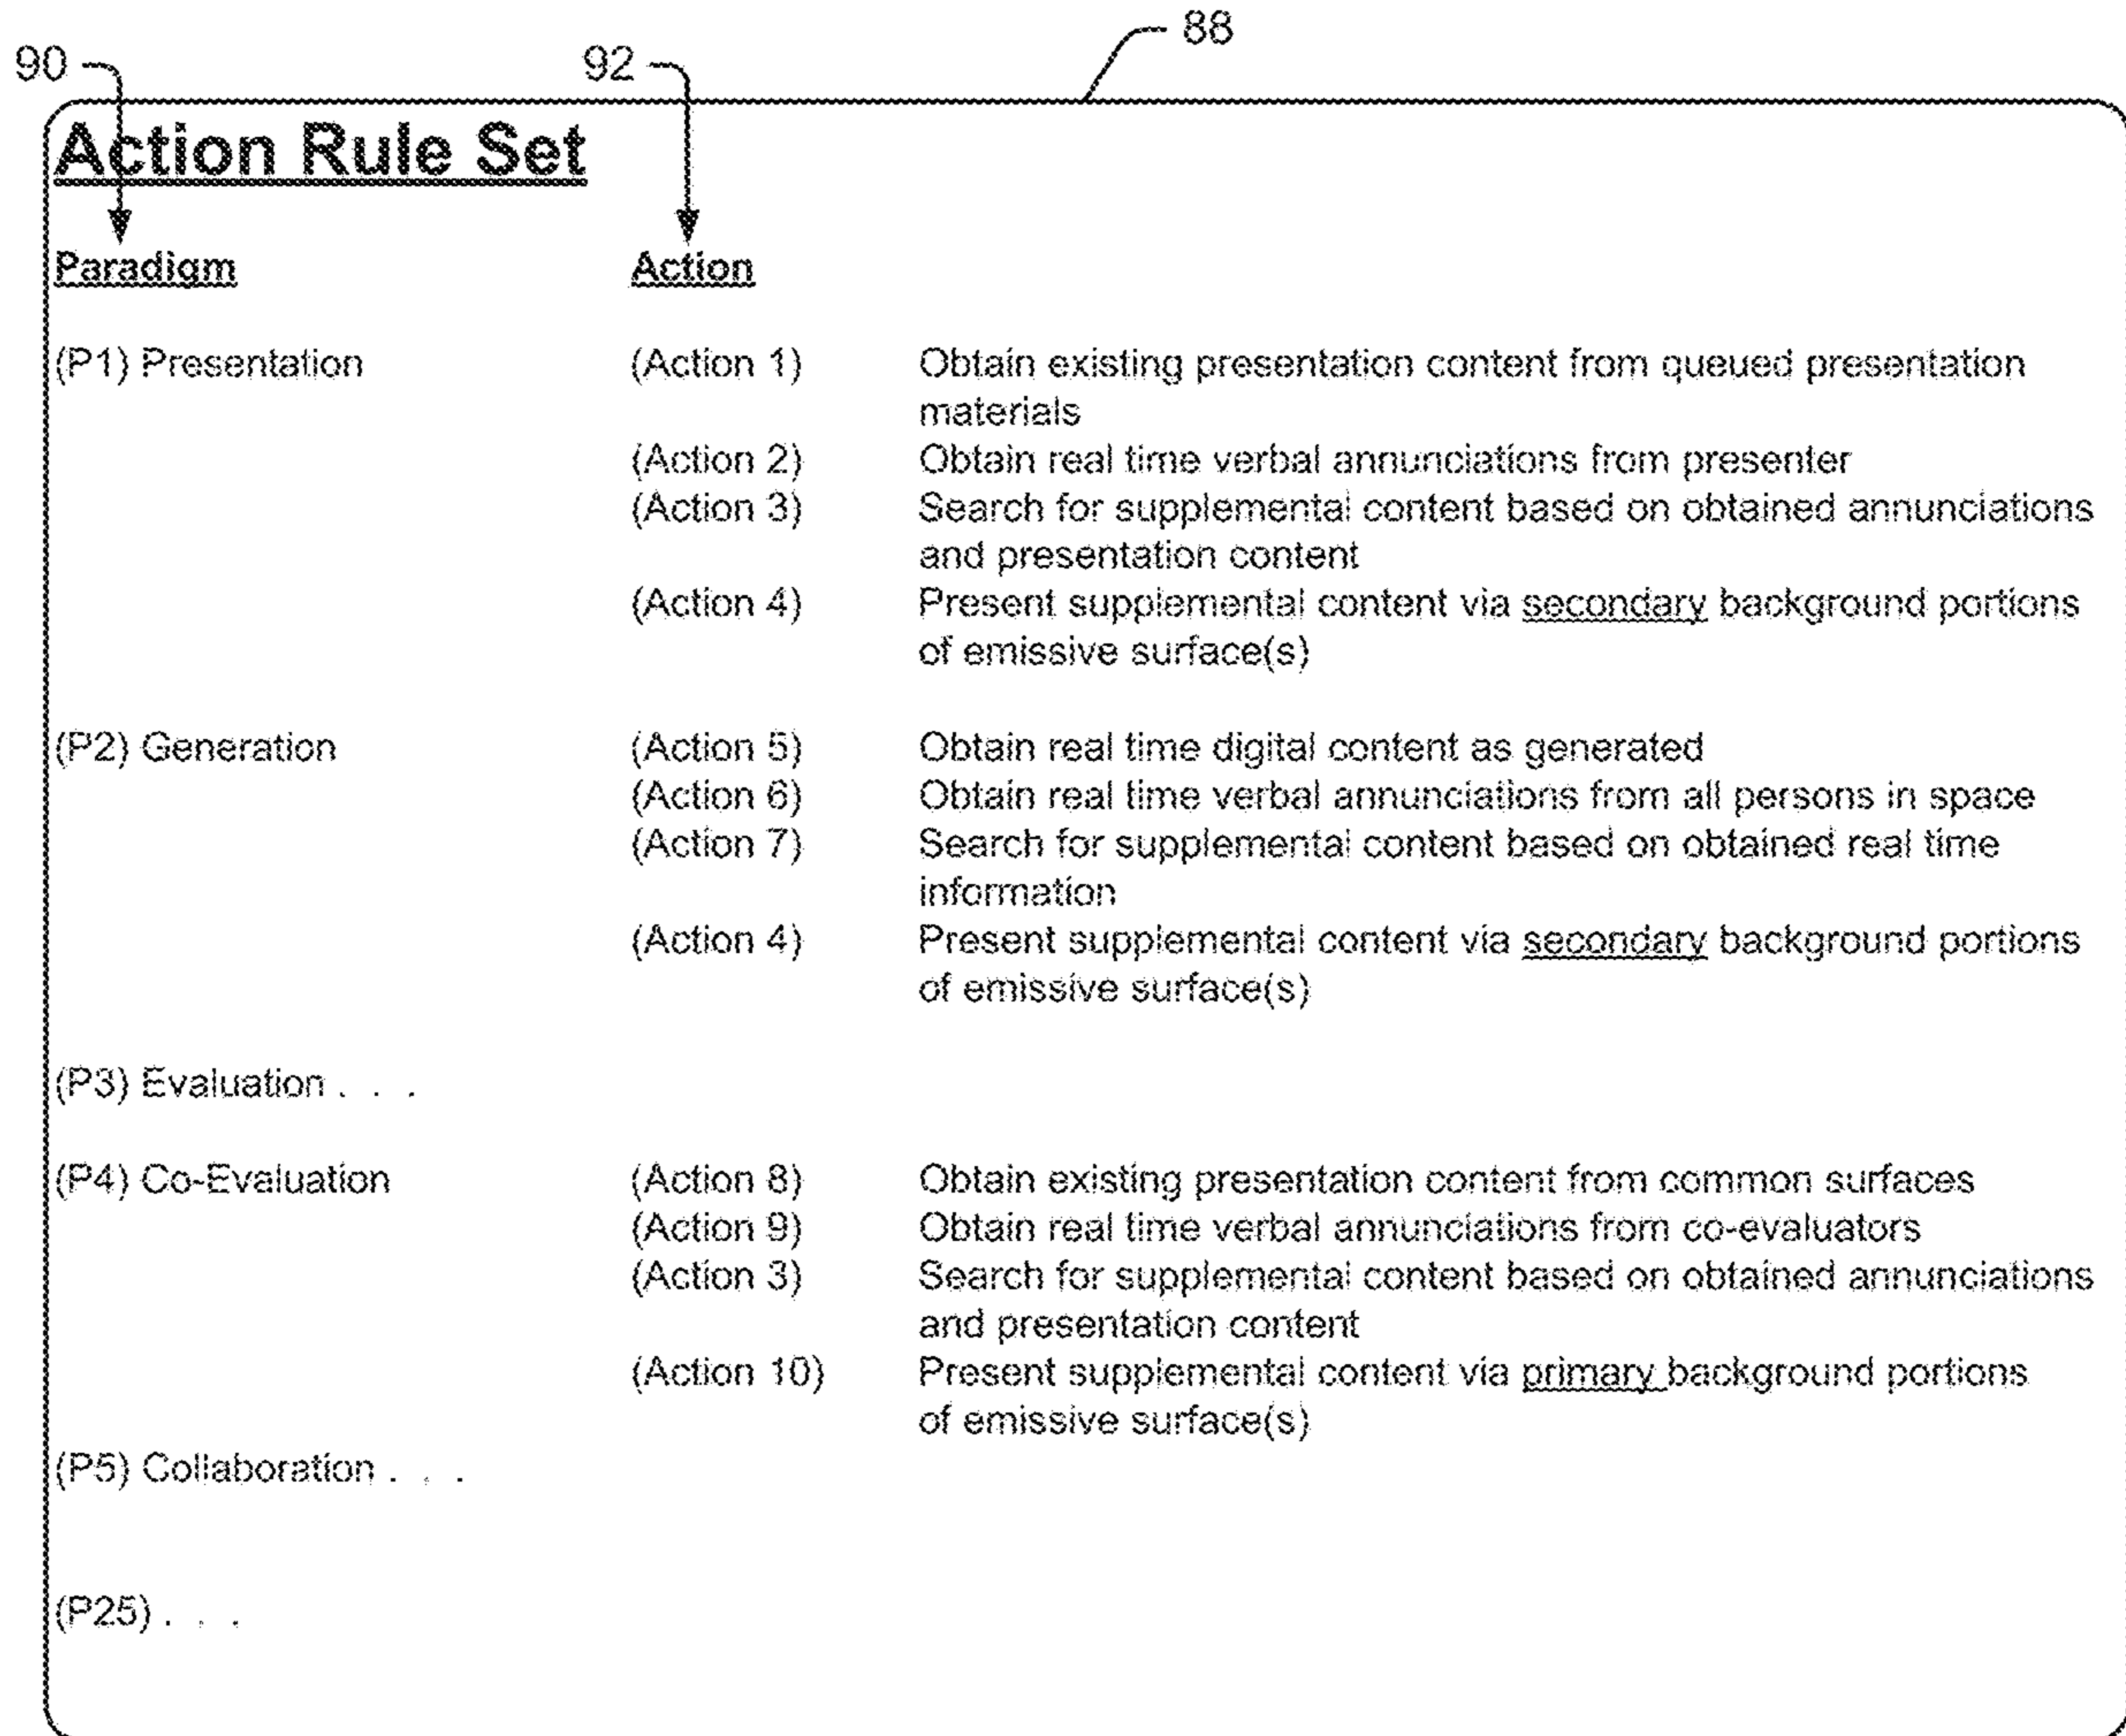 88
90
92
Action Rule Set
Paradigm Action
(P1) Presentation (Action 1) Obtain existing presentation content from queued presentation
materials
(Action 2) Obtain real time verbal annunciations from presenter
(Action 3) Search for supplemental content based on obtained annunciations
and presentation content
(Action 4) Present supplemental content via secondary background portions
of emissive surface(s)
(P2) Generation (Action 5) Obtain real time digital content as generated
(Action 6) Obtain real time verbal annunciations from all persons in space
(Action 7) Search for supplemental content based on obtained real time
information
(Action 4) Present supplemental content via secondary background portions
of emissive surface(s)
(P3) Evaluation . . .
(P4) Co-Evaluation (Action 8) Obtain existing presentation content from common surfaces
(Action 9) Obtain real time verbal annunciations from co-evaluators
(Action 3) Search for supplemental content based on obtained annunciations
and presentation content
(Action 10) Present supplemental content via primary background portions
of emissive surface(s)
(P5) Collaboration . . .
(P25) . . .